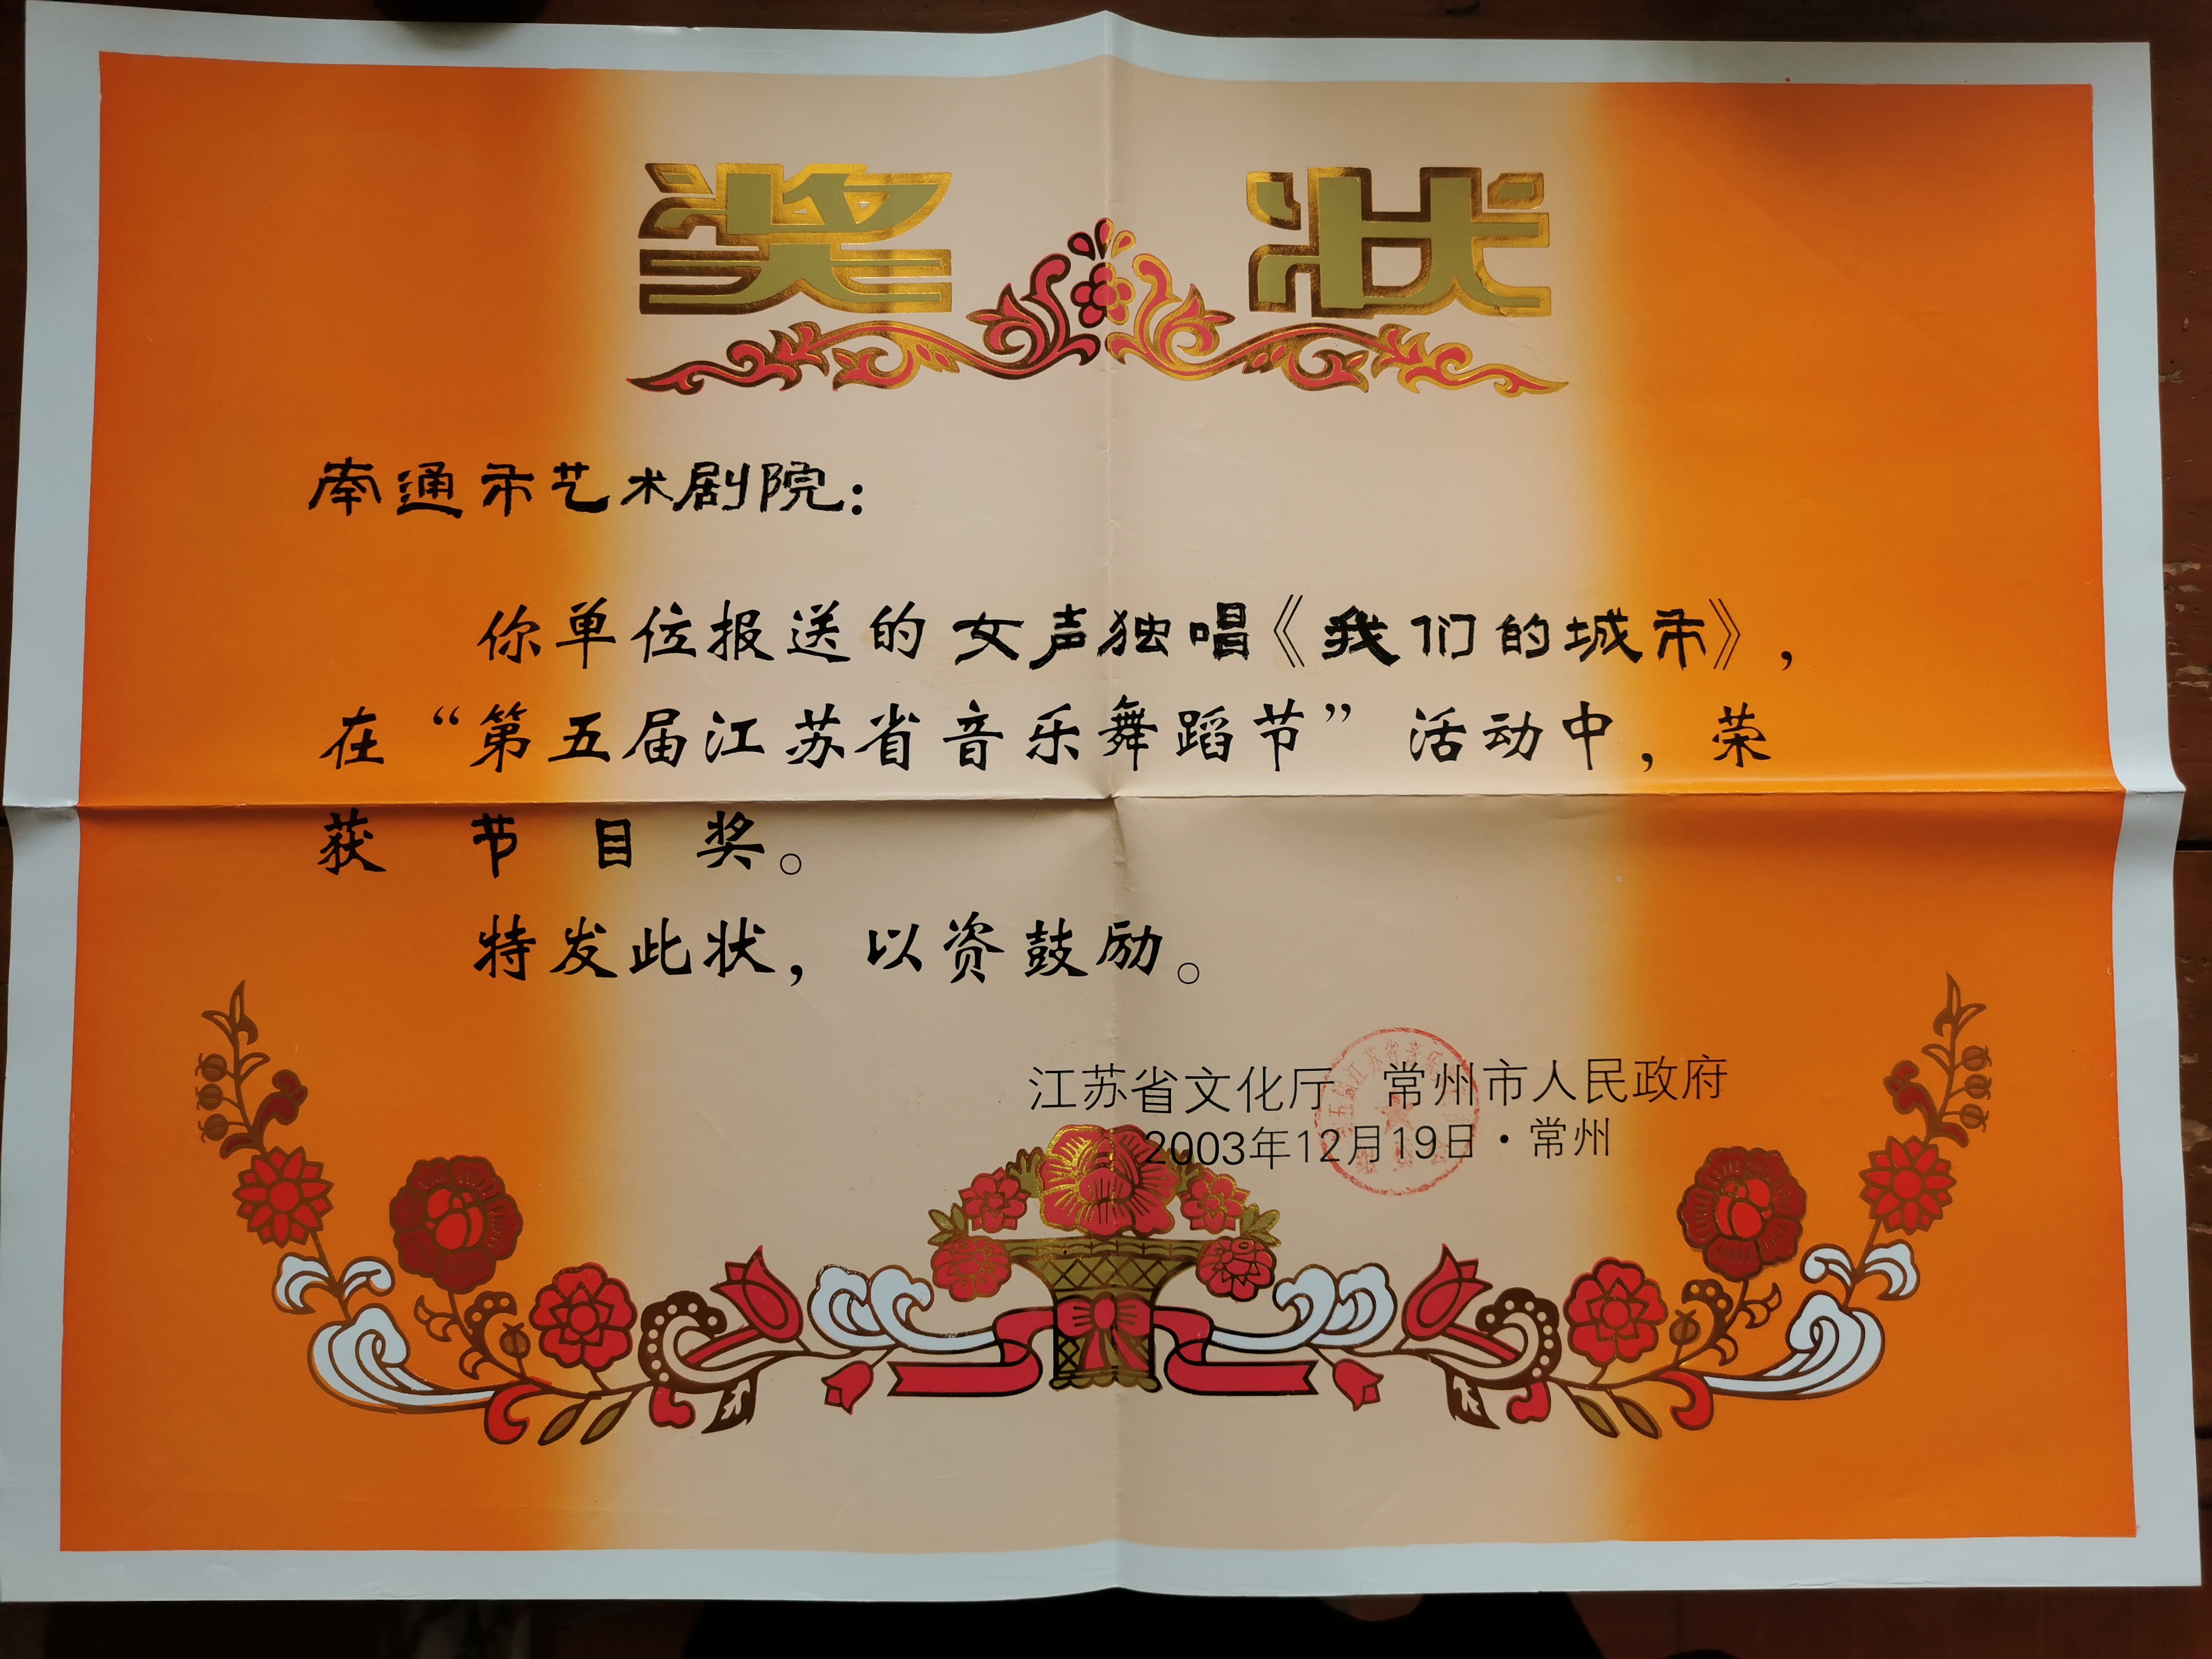 奖状
南通市艺术剧院：
你单位报送的女声独唱《我们的城市》，
在“第五届江苏省音乐舞蹈节”活动中，荣
获 节 目 奖。
特发此状，以资鼓励。
江苏省文化厅 常州市人民政府
2003年12月19日·常州